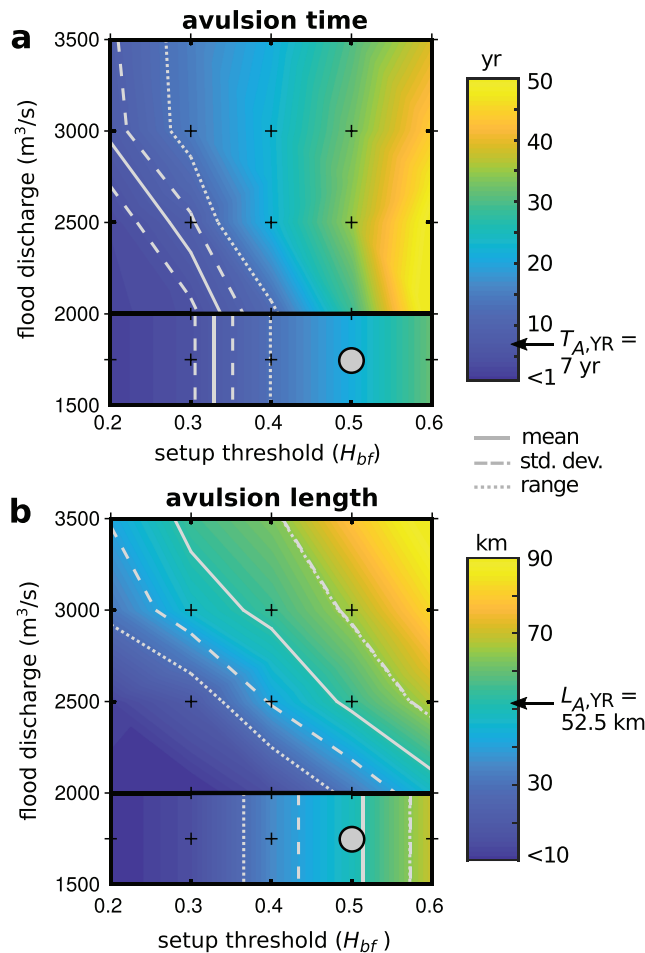 avulsion time
a
3500
3000
2500
2000
1500
flood discharge (m³/s)
0.2 0.3 0.4 0.5 0.6
setup threshold (H_bf)
yr
50
40
30
20
10
<1
T_A,YR =
7 yr
mean
std. dev.
range
avulsion length
b
3500
3000
2500
2000
1500
flood discharge (m³/s)
0.2 0.3 0.4 0.5 0.6
setup threshold (H_bf )
km
90
70
30
<10
L_A,YR =
52.5 km